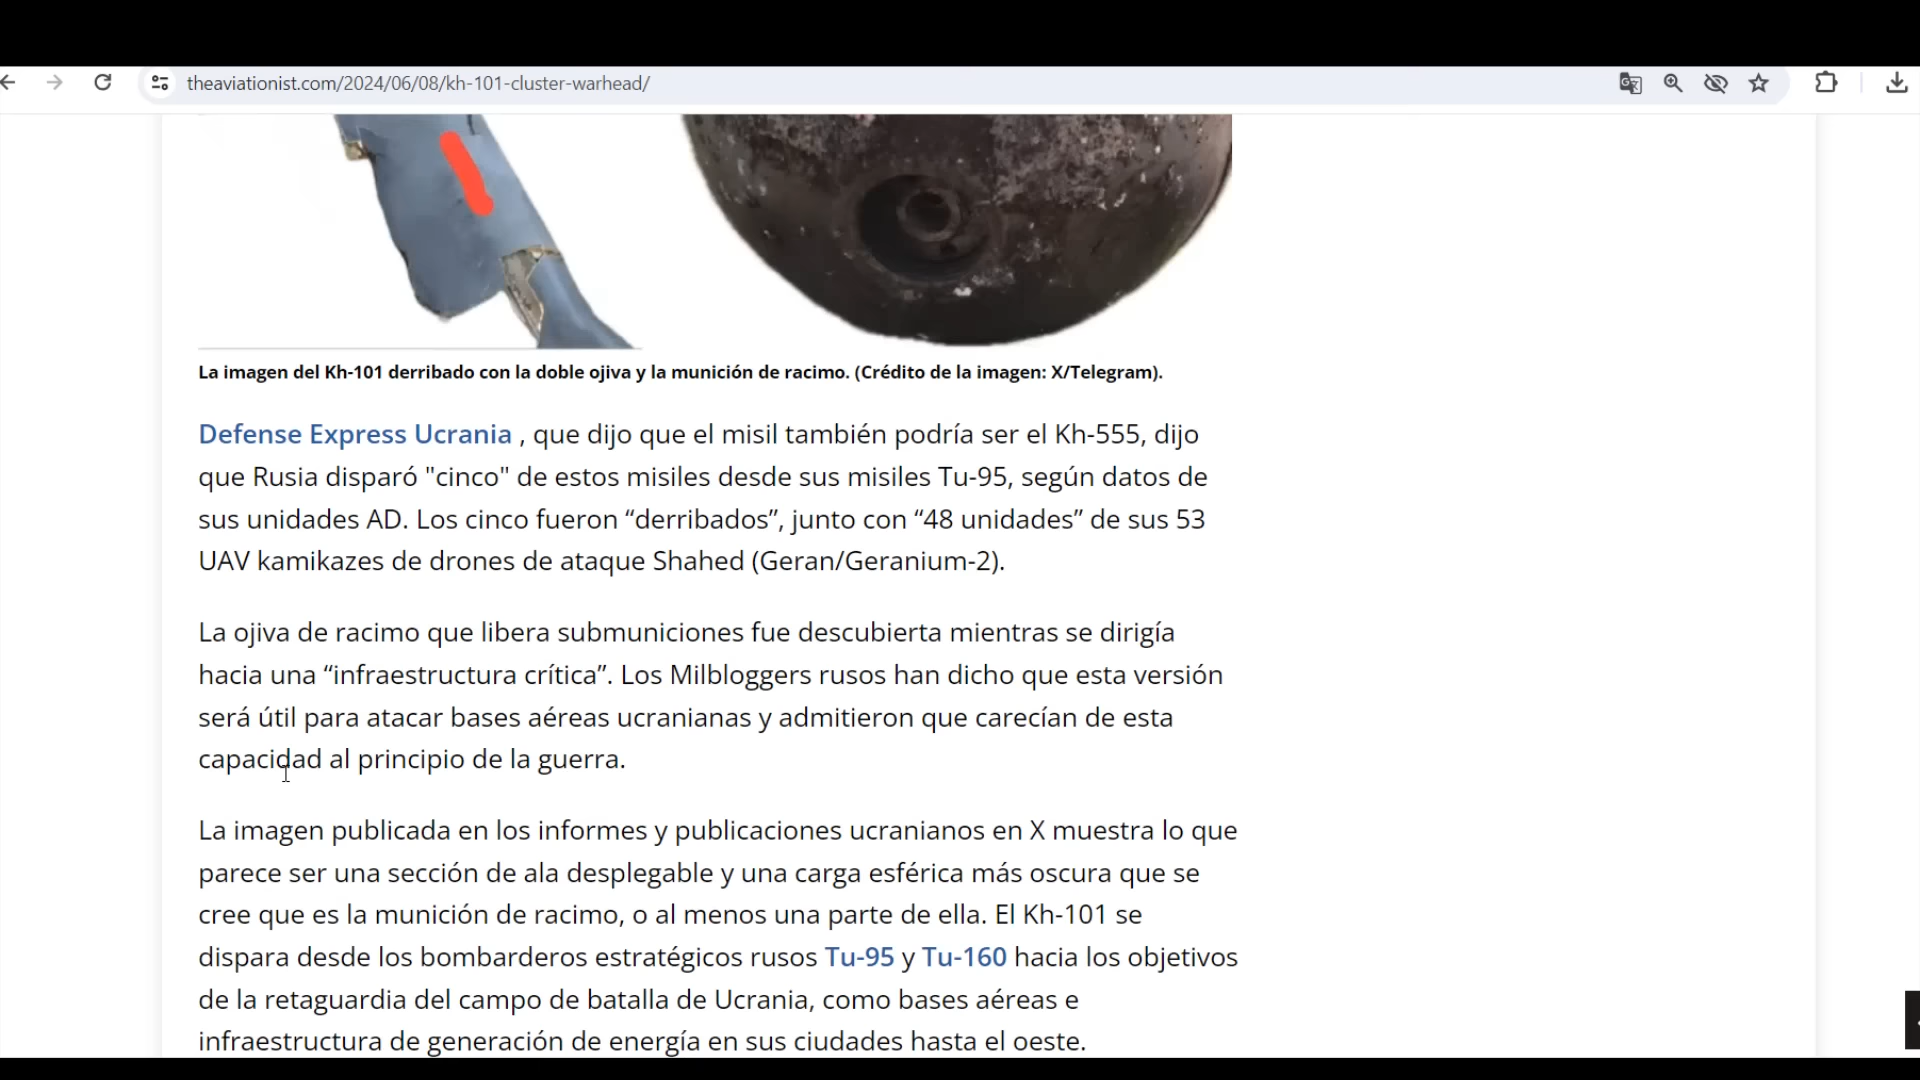 theaviationist.com/2024/06/08/kh-101-cluster-warhead/
La imagen del Kh-101 derribado con la doble ojiva y la munición de racimo. (Crédito de la imagen: X/Telegram).
Defense Express Ucrania , que dijo que el misil también podría ser el Kh-555, dijo
que Rusia disparó "cinco" de estos misiles desde sus misiles Tu-95, según datos de
sus unidades AD. Los cinco fueron “derribados”, junto con “48 unidades” de sus 53
UAV kamikazes de drones de ataque Shahed (Geran/Geranium-2).
La ojiva de racimo que libera submuniciones fue descubierta mientras se dirigía
hacia una “infraestructura crítica”. Los Milbloggers rusos han dicho que esta versión
será útil para atacar bases aéreas ucranianas y admitieron que carecían de esta
capacidad al principio de la guerra.
La imagen publicada en los informes y publicaciones ucranianos en X muestra lo que
parece ser una sección de ala desplegable y una carga esférica más oscura que se
cree que es la munición de racimo, o al menos una parte de ella. El Kh-101 se
dispara desde los bombarderos estratégicos rusos Tu-95 y Tu-160 hacia los objetivos
de la retaguardia del campo de batalla de Ucrania, como bases aéreas e
infraestructura de generación de energía en sus ciudades hasta el oeste.